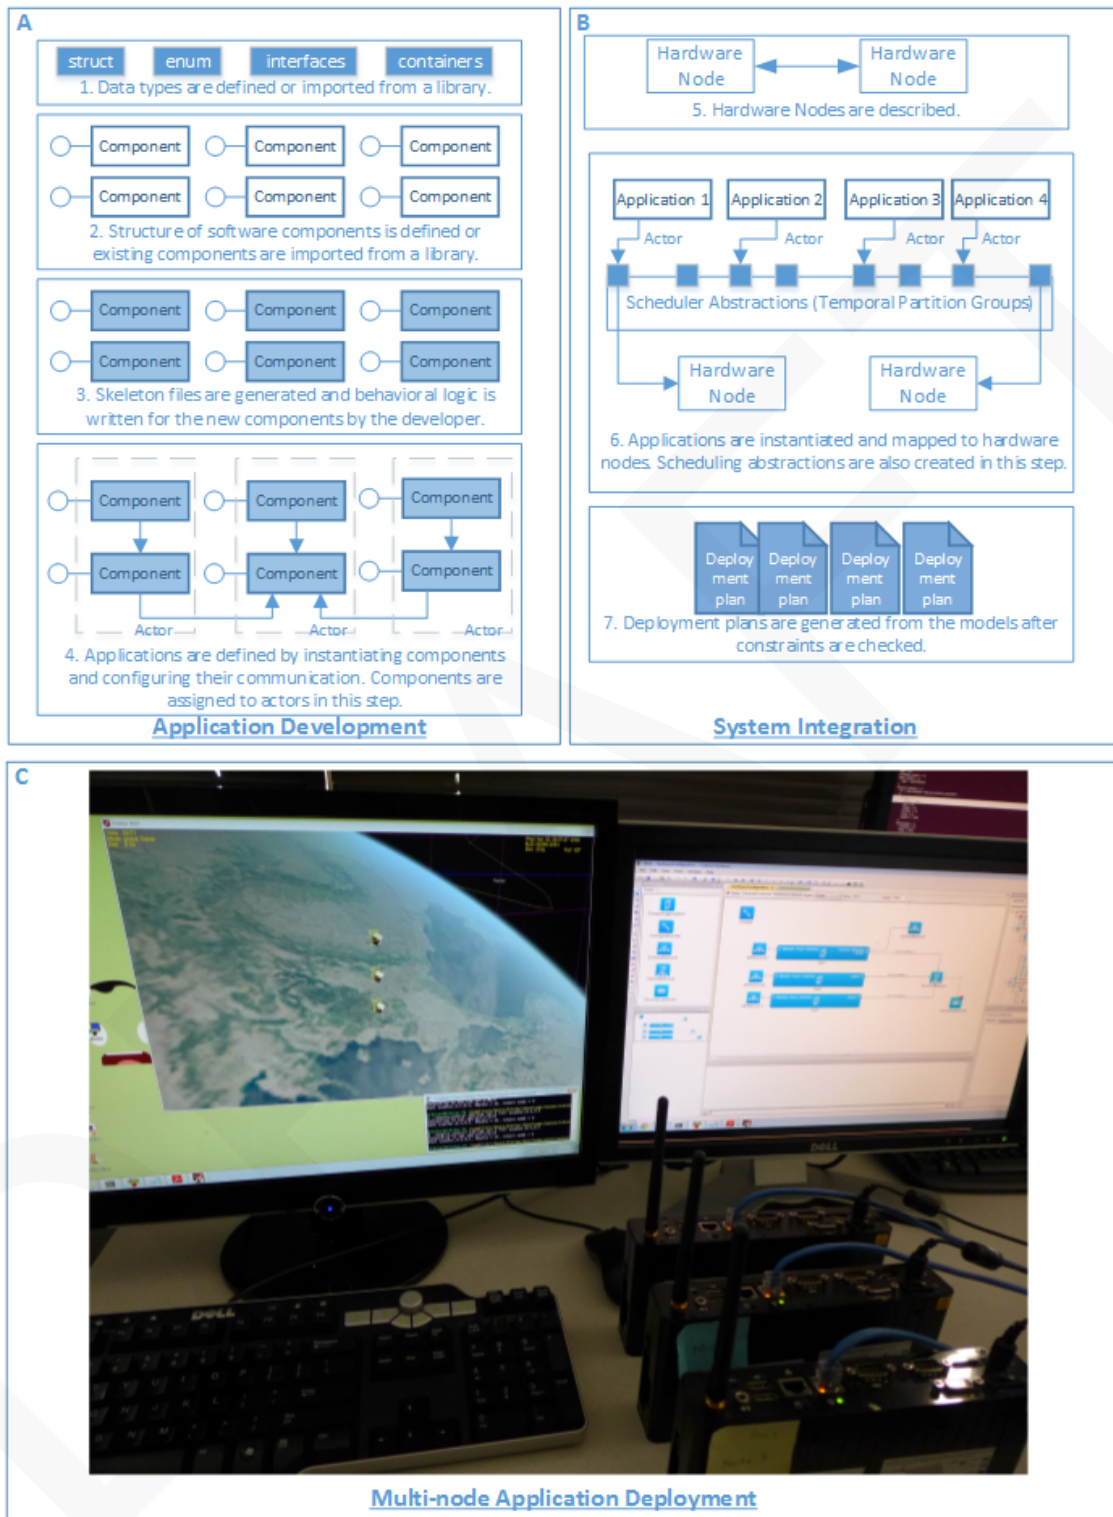 A
struct enum interfaces containers
1. Data types are defined or imported from a library.
Component Component Component
Component Component Component
2. Structure of software components is defined or
existing components are imported from a library.
Component Component Component
Component Component Component
3. Skeleton files are generated and behavioral logic is
written for the new components by the developer.
Component Component Component
Component Component Component
Actor Actor Actor
4. Applications are defined by instantiating components
and configuring their communication. Components are
assigned to actors in this step.
Application Development
B
Hardware Hardware
Node Node
5. Hardware Nodes are described.
Application 1 Application 2 Application 3 Application 4
Actor Actor Actor Actor
Scheduler Abstractions (Temporal Partition Groups)
Hardware Hardware
Node Node
6. Applications are instantiated and mapped to hardware
nodes. Scheduling abstractions are also created in this step.
Deploy Deploy Deploy Deploy
ment ment ment ment
plan plan plan plan
7. Deployment plans are generated from the models after
constraints are checked.
System Integration
C
DELL
DELL
Multi-node Application Deployment